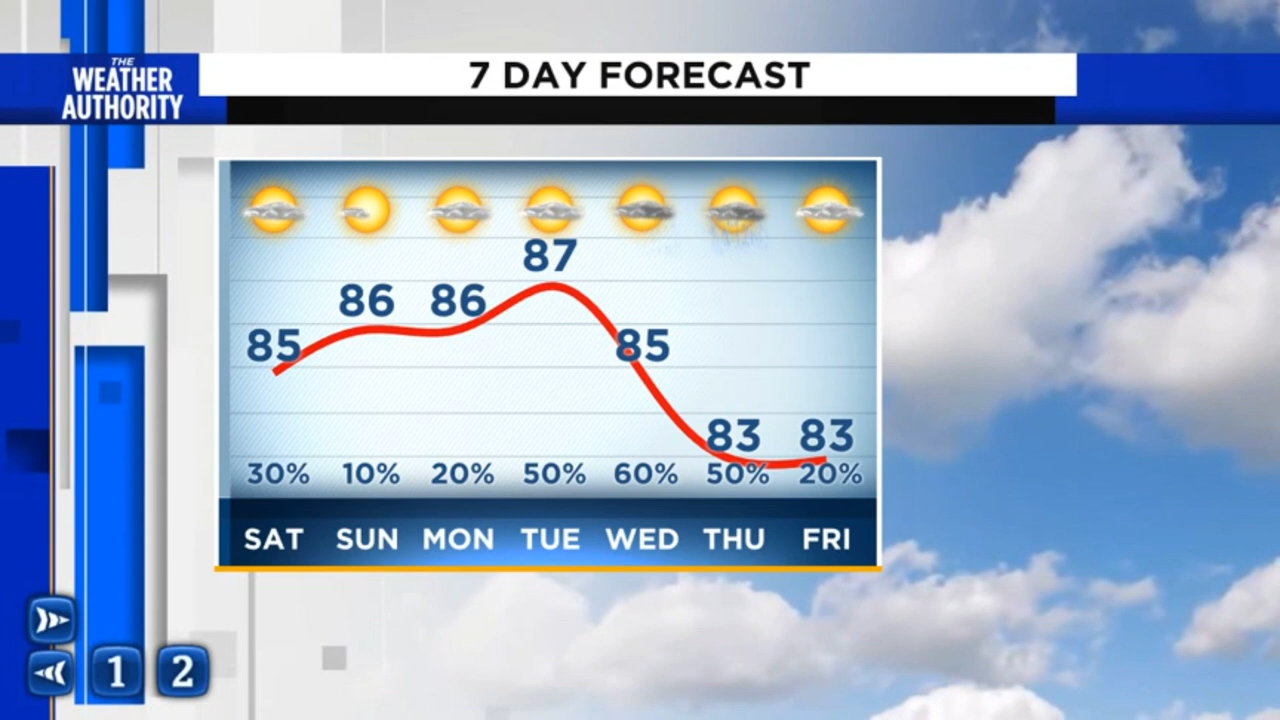 THE
WEATHER
AUTHORITY
7 DAY FORECAST
87
86 86
85 85
83 83
30% 10% 20% 50% 60% 50% 20%
SAT SUN MON TUE WED THU FRI
1 2